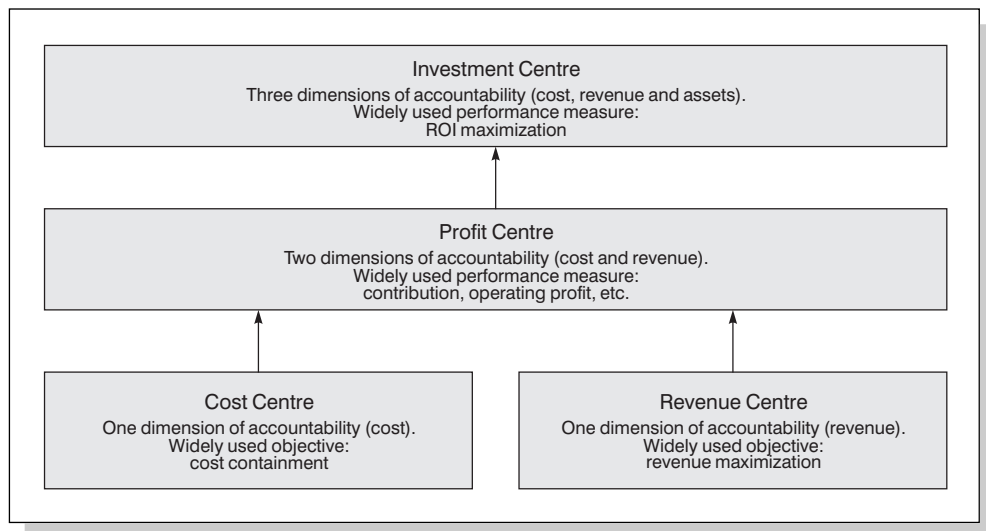 Investment Centre
Three dimensions of accountability (cost, revenue and assets).
Widely used performance measure:
ROI maximization
Profit Centre
Two dimensions of accountability (cost and revenue).
Widely used performance measure:
contribution, operating profit, etc.
Cost Centre
One dimension of accountability (cost).
Widely used objective:
cost containment
Revenue Centre
One dimension of accountability (revenue).
Widely used objective:
revenue maximization